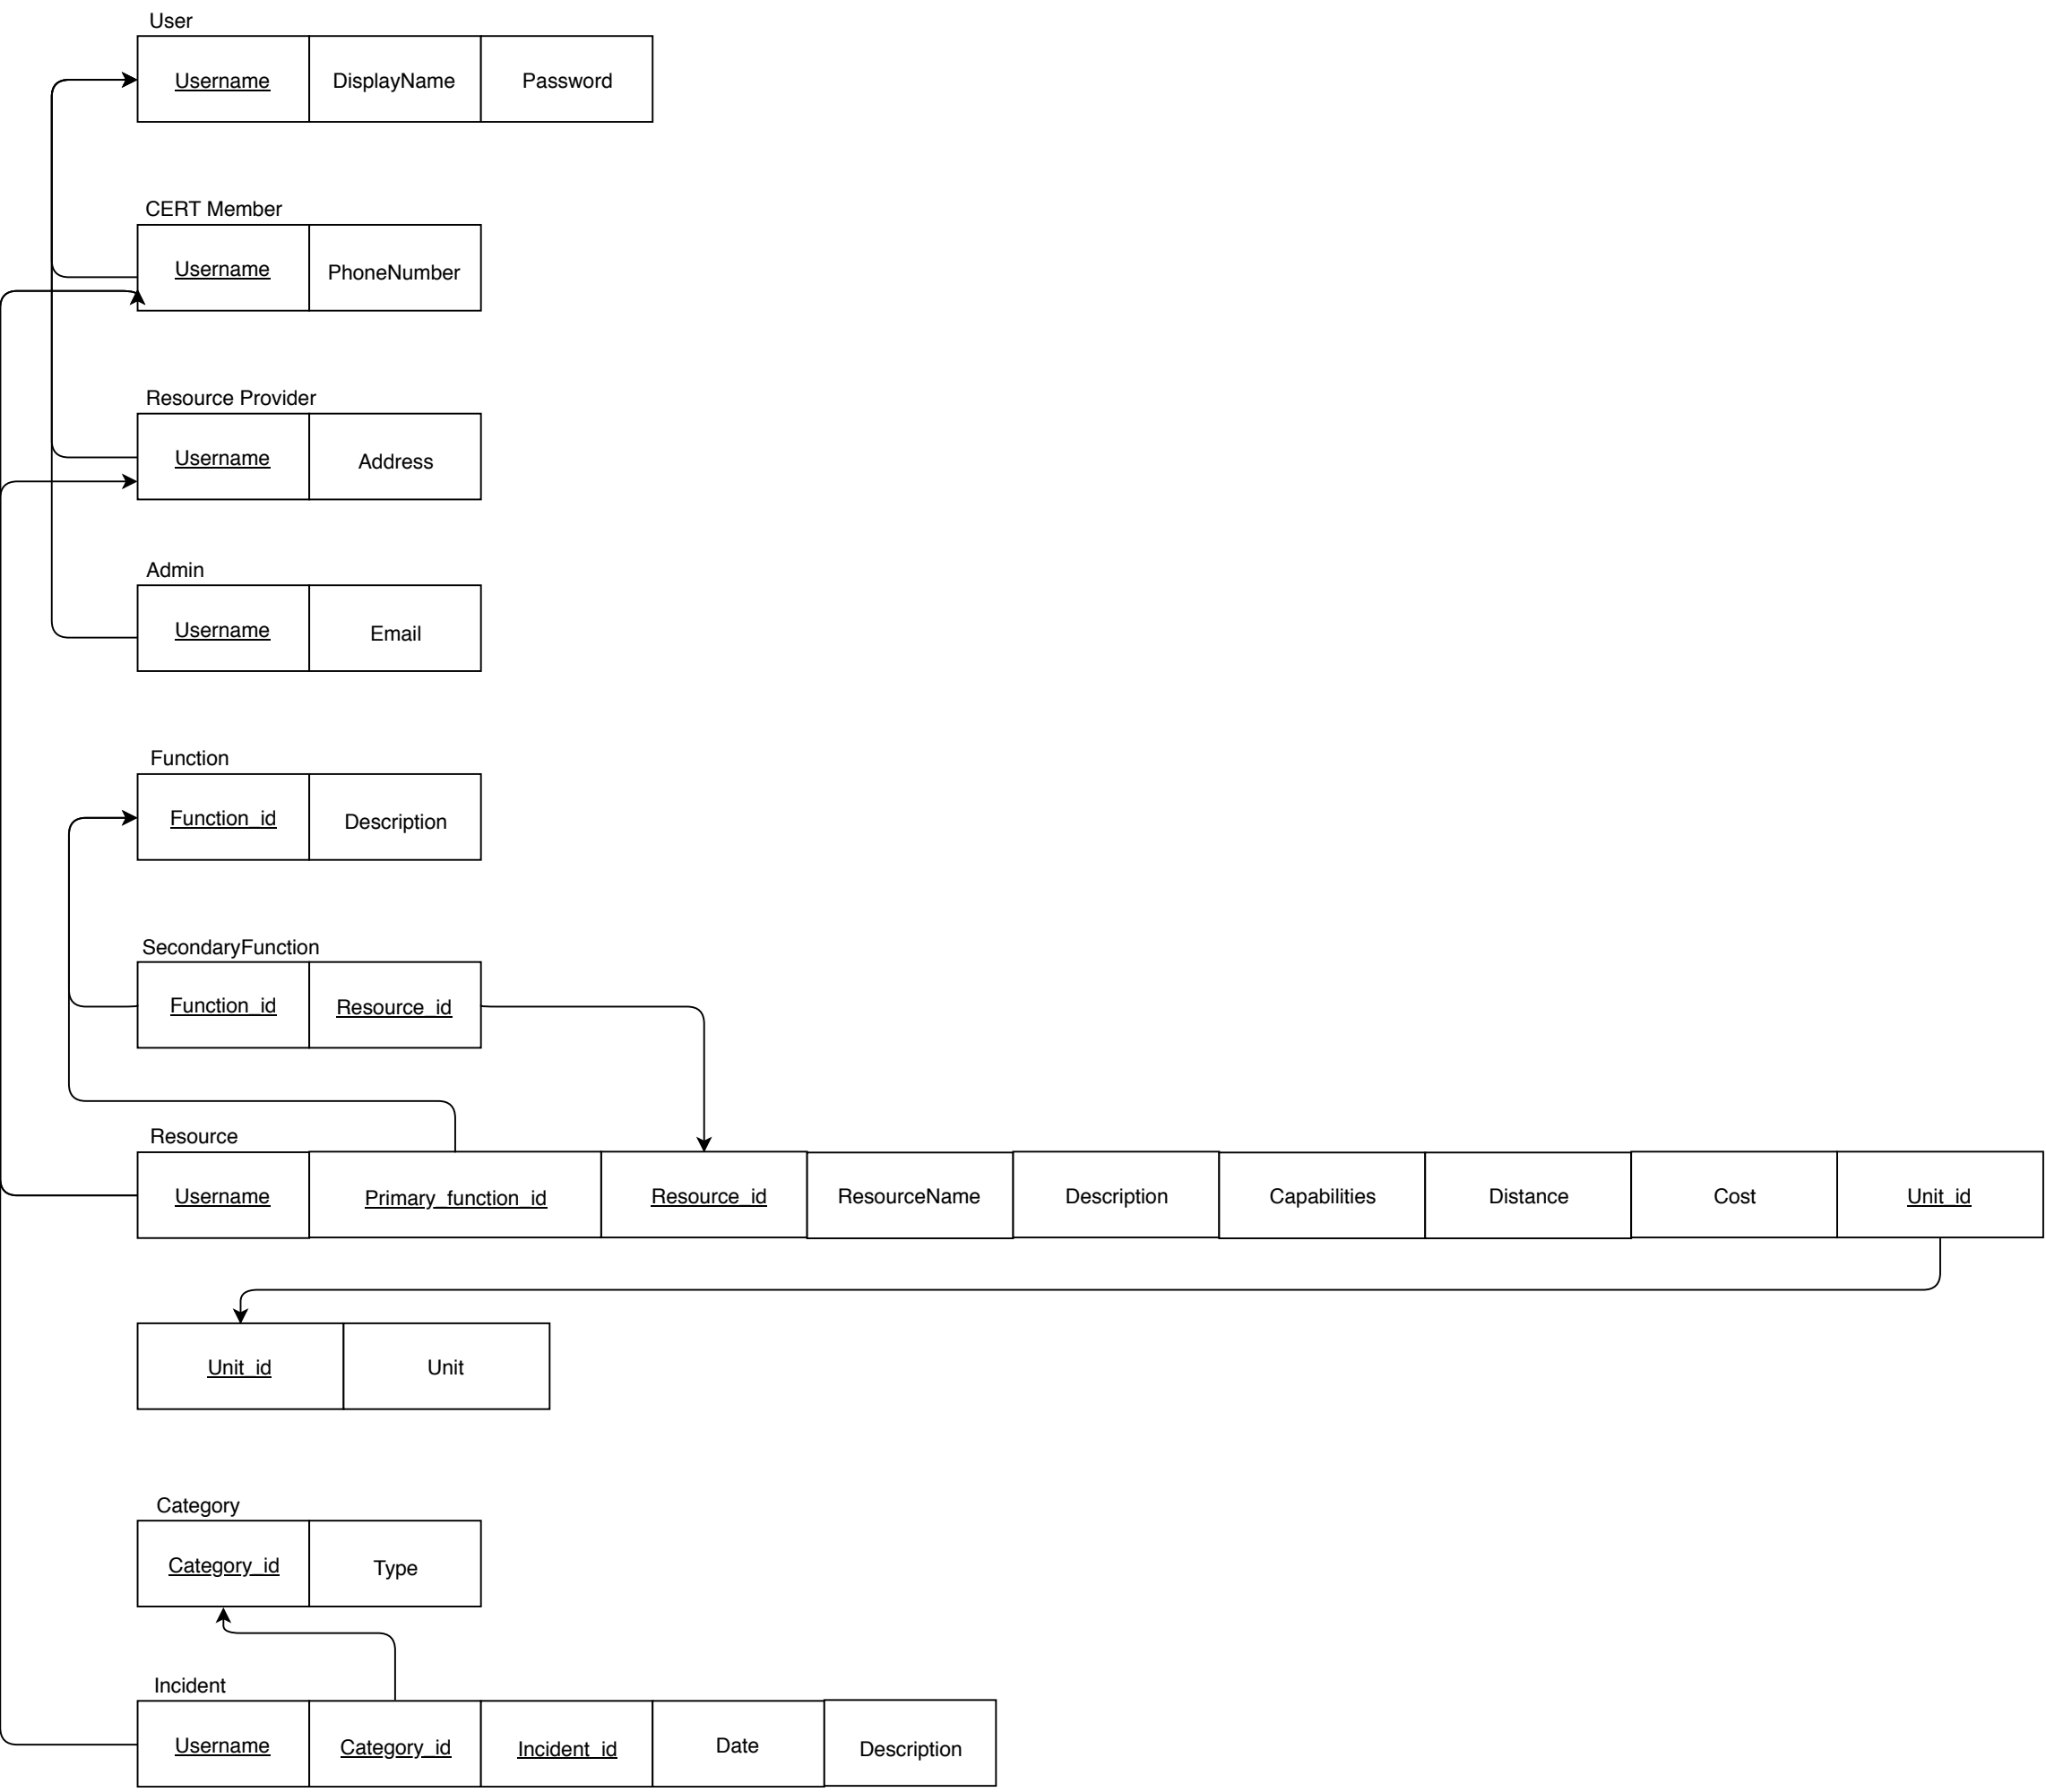 User
Username DisplayName Password
CERT Member
Username PhoneNumber
Resource Provider
Username Address
Admin
Username Email
Function
Function_id Description
SecondaryFunction
Function_id Resource_id
Resource
Username Primary_function_id Resource_id ResourceName Description Capabilities Distance Cost Unit_id
Unit_id Unit
Category
Category_id Type
Incident
Username Category_id Incident_id Date Description